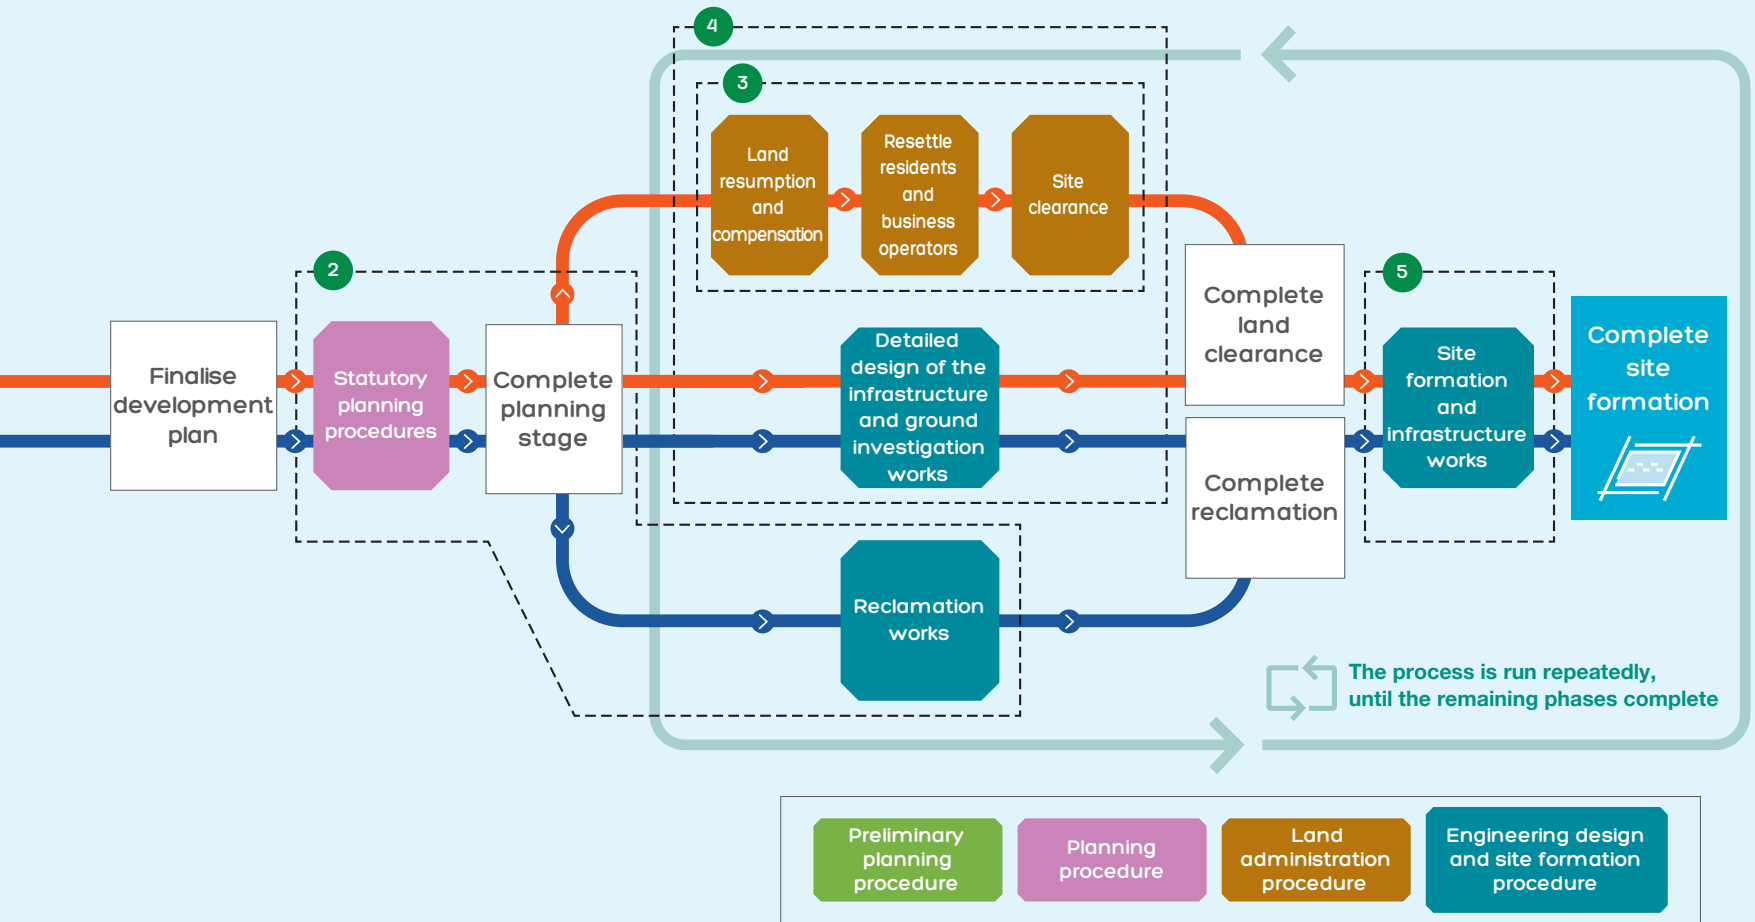 4
3
Land
resumption
and
compensation
Resettle
residents
and
business
operators
Site
clearance
2
Finalise
development
plan
Statutory
planning
procedures
Complete
planning
stage
Detailed
design of the
infrastructure
and ground
investigation
works
Reclamation
works
Complete
land
clearance
Complete
reclamation
5
Site
formation
and
infrastructure
works
Complete
site
formation
The process is run repeatedly,
until the remaining phases complete
Preliminary
planning
procedure
Planning
procedure
Land
administration
procedure
Engineering design
and site formation
procedure